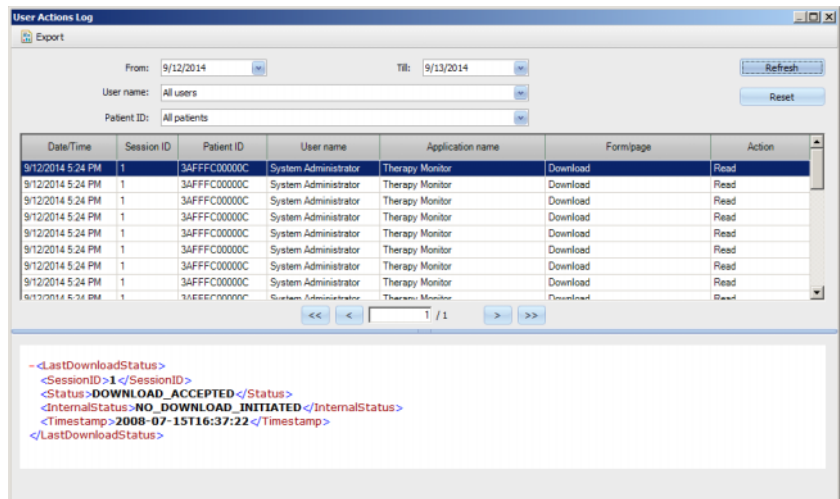 User Actions Log
Export
From: 9/12/2014 Till: 9/13/2014 Refresh
User name: All users Reset
Patient ID: All patients
Date/Time Session ID Patient ID User name Application name Form/page Action
9/12/2014 5:24 PM 1 3AFFFC00000C System Administrator Therapy Monitor Download Read
9/12/2014 5:24 PM 1 3AFFFC00000C System Administrator Therapy Monitor Download Read
9/12/2014 5:24 PM 1 3AFFFC00000C System Administrator Therapy Monitor Download Read
9/12/2014 5:24 PM 1 3AFFFC00000C System Administrator Therapy Monitor Download Read
9/12/2014 5:24 PM 1 3AFFFC00000C System Administrator Therapy Monitor Download Read
9/12/2014 5:24 PM 1 3AFFFC00000C System Administrator Therapy Monitor Download Read
9/12/2014 5:24 PM 1 3AFFFC00000C System Administrator Therapy Monitor Download Read
9/12/2014 5:24 PM 1 3AFFFC00000C System Administrator Therapy Monitor Download Read
<< < 1 / 1 > >>
-<LastDownloadStatus>
<SessionID>1</SessionID>
<Status>DOWNLOAD_ACCEPTED</Status>
<InternalStatus>NO_DOWNLOAD_INITIATED</InternalStatus>
<Timestamp>2008-07-15T16:37:22</Timestamp>
</LastDownloadStatus>